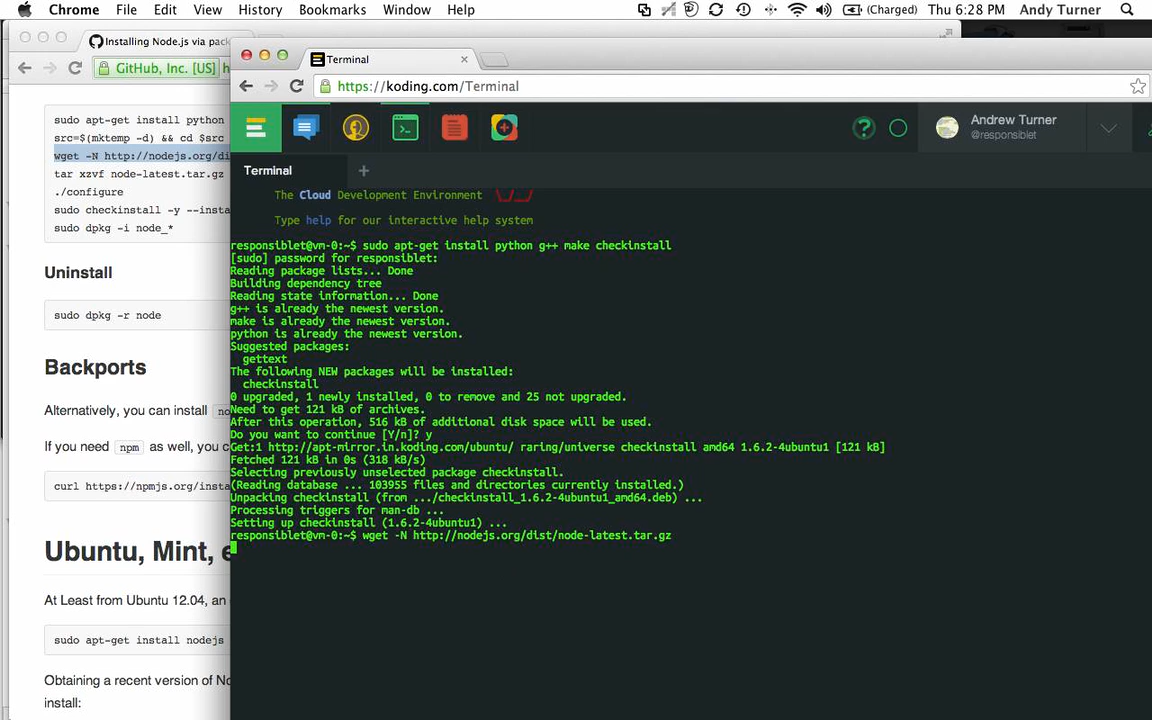 Chrome File Edit View History Bookmarks Window Help (Charged) Thu 6:28 PM Andy Turner
Installing Node.js via pack
Terminal
GitHub, Inc. [US] h
https://koding.com/Terminal
Andrew Turner
@responsiblet
Terminal
sudo apt-get install python
src=$(mktemp -d) && cd $src
wget -N http://nodejs.org/di
tar xzvf node-latest.tar.gz
./configure
sudo checkinstall -y --insta
sudo dpkg -i node_*
Uninstall
sudo dpkg -r node
Backports
Alternatively, you can install no
If you need npm as well, you c
curl https://npmjs.org/insta
Ubuntu, Mint, e
At Least from Ubuntu 12.04, an
sudo apt-get install nodejs
Obtaining a recent version of No
install:
The Cloud Development Environment
Type help for our interactive help system
responsiblet@vm-0:~$ sudo apt-get install python g++ make checkinstall
[sudo] password for responsiblet:
Reading package lists... Done
Building dependency tree
Reading state information... Done
g++ is already the newest version.
make is already the newest version.
python is already the newest version.
Suggested packages:
gettext
The following NEW packages will be installed:
checkinstall
0 upgraded, 1 newly installed, 0 to remove and 25 not upgraded.
Need to get 121 kB of archives.
After this operation, 516 kB of additional disk space will be used.
Do you want to continue [Y/n]? y
Get:1 http://apt-mirror.in.koding.com/ubuntu/ raring/universe checkinstall amd64 1.6.2-4ubuntu1 [121 kB]
Fetched 121 kB in 0s (318 kB/s)
Selecting previously unselected package checkinstall.
(Reading database ... 103955 files and directories currently installed.)
Unpacking checkinstall (from .../checkinstall_1.6.2-4ubuntu1_amd64.deb) ...
Processing triggers for man-db ...
Setting up checkinstall (1.6.2-4ubuntu1) ...
responsiblet@vm-0:~$ wget -N http://nodejs.org/dist/node-latest.tar.gz